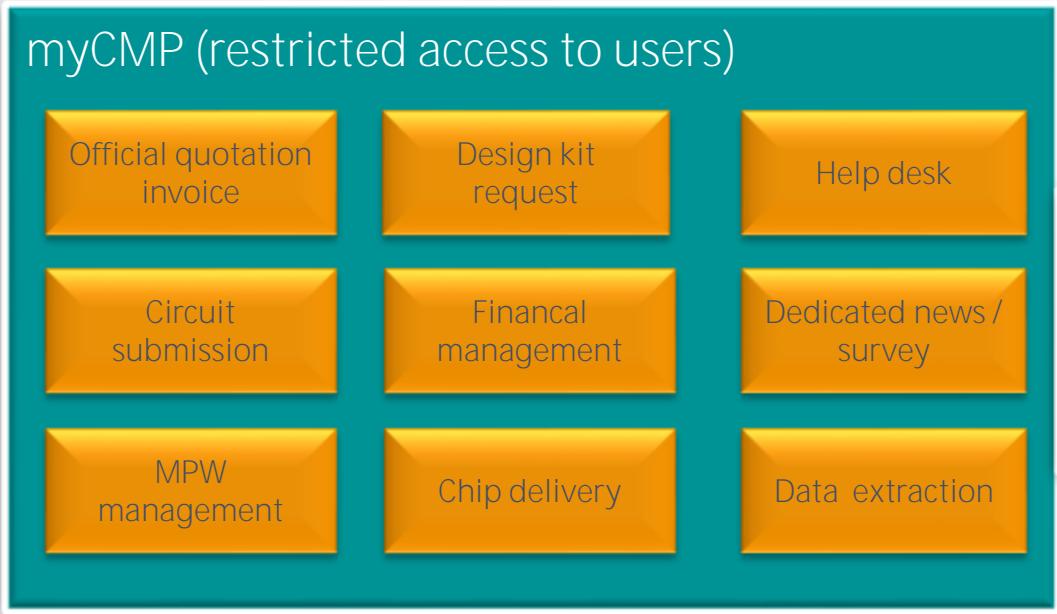 myCMP (restricted access to users)
Official quotation
invoice
Design kit
request
Help desk
Circuit
submission
Financal
management
Dedicated news /
survey
MPW
management
Chip delivery
Data extraction